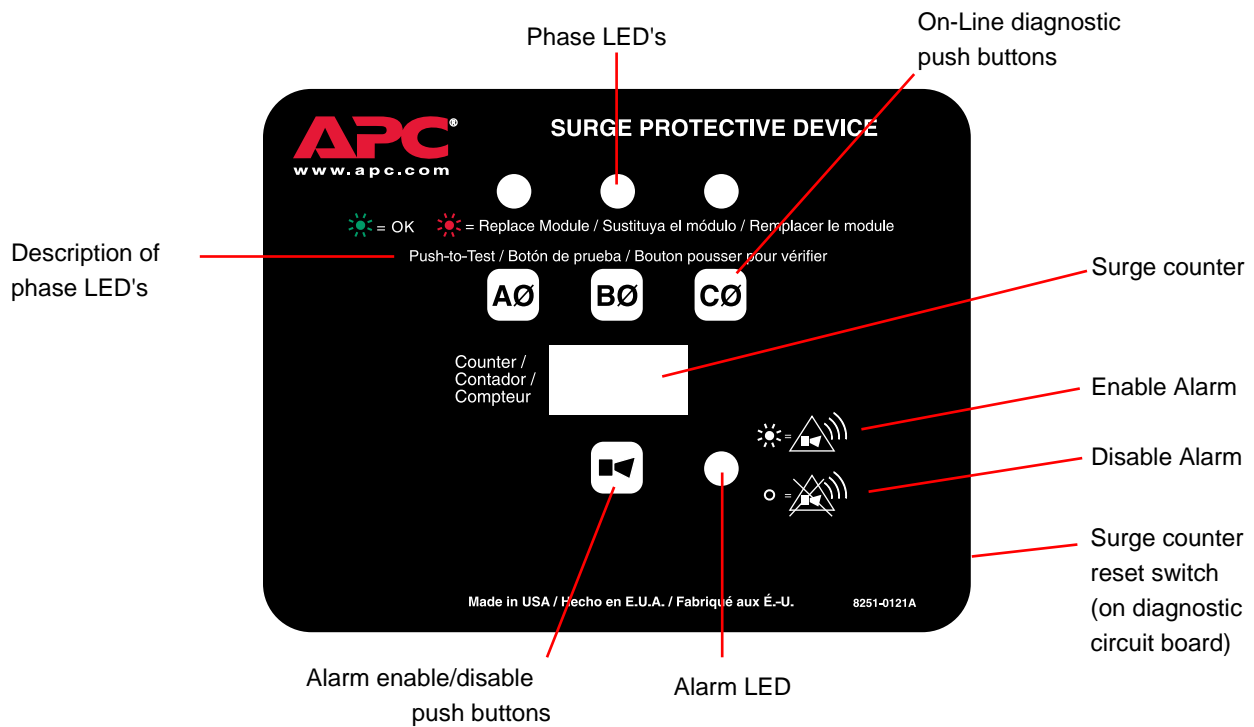 Phase LED's
On-Line diagnostic
push buttons
APC®
www.apc.com
SURGE PROTECTIVE DEVICE
= OK = Replace Module / Sustituya el módulo / Remplacer le module
Push-to-Test / Botón de prueba / Bouton pousser pour vérifier
Description of
phase LED's
AØ BØ CØ
Surge counter
Counter /
Contador /
Compteur
Enable Alarm
=
Disable Alarm
=
Surge counter
reset switch
(on diagnostic
circuit board)
Made in USA / Hecho en E.U.A. / Fabriqué aux É.-U.
8251-0121A
Alarm enable/disable
push buttons
Alarm LED